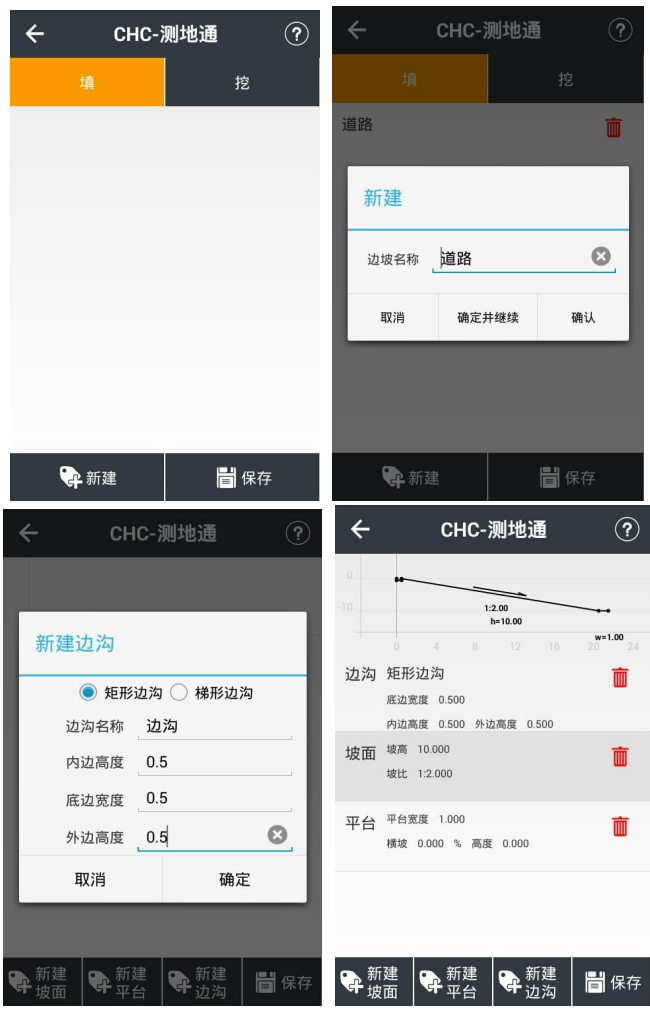 CHC-测地通
?
填
挖
新建
保存
CHC-测地通
?
填
挖
道路
新建
边坡名称 道路
取消
确定并继续
确认
新建
保存
CHC-测地通
?
新建边沟
矩形边沟
梯形边沟
边沟名称 边沟
内边高度 0.5
底边宽度 0.5
外边高度 0.5
取消
确定
新建
坡面
新建
平台
新建
边沟
保存
CHC-测地通
?
0
-10
1:2.00
h=10.00
w=1.00
0 4 8 12 16 20 24
边沟 矩形边沟
底边宽度 0.500
内边高度 0.500 外边高度 0.500
坡面 坡高 10.000
坡比 1:2.000
平台 平台宽度 1.000
横坡 0.000 % 高度 0.000
新建
坡面
新建
平台
新建
边沟
保存